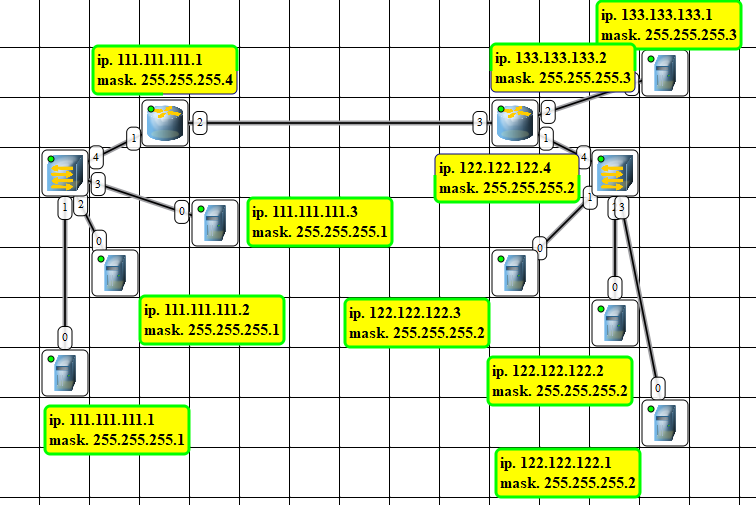 ip. 133.133.133.1
mask. 255.255.255.3
ip. 111.111.111.1
mask. 255.255.255.4
ip. 133.133.133.2
mask. 255.255.255.3
2
3
2
1
1
4
4
ip. 122.122.122.4
mask. 255.255.255.2
3
1
2
0
1
3
ip. 111.111.111.3
mask. 255.255.255.1
0
0
0
ip. 111.111.111.2
mask. 255.255.255.1
ip. 122.122.122.3
mask. 255.255.255.2
0
ip. 122.122.122.2
mask. 255.255.255.2
0
ip. 111.111.111.1
mask. 255.255.255.1
ip. 122.122.122.1
mask. 255.255.255.2